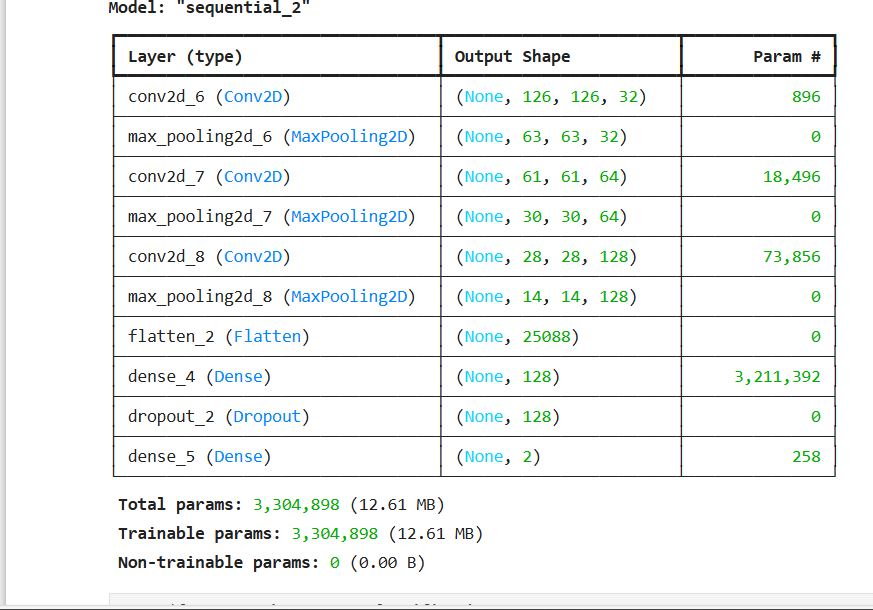 Model: "sequential_2"
Layer (type) Output Shape Param #
conv2d_6 (Conv2D) (None, 126, 126, 32) 896
max_pooling2d_6 (MaxPooling2D) (None, 63, 63, 32) 0
conv2d_7 (Conv2D) (None, 61, 61, 64) 18,496
max_pooling2d_7 (MaxPooling2D) (None, 30, 30, 64) 0
conv2d_8 (Conv2D) (None, 28, 28, 128) 73,856
max_pooling2d_8 (MaxPooling2D) (None, 14, 14, 128) 0
flatten_2 (Flatten) (None, 25088) 0
dense_4 (Dense) (None, 128) 3,211,392
dropout_2 (Dropout) (None, 128) 0
dense_5 (Dense) (None, 2) 258
Total params: 3,304,898 (12.61 MB)
Trainable params: 3,304,898 (12.61 MB)
Non-trainable params: 0 (0.00 B)